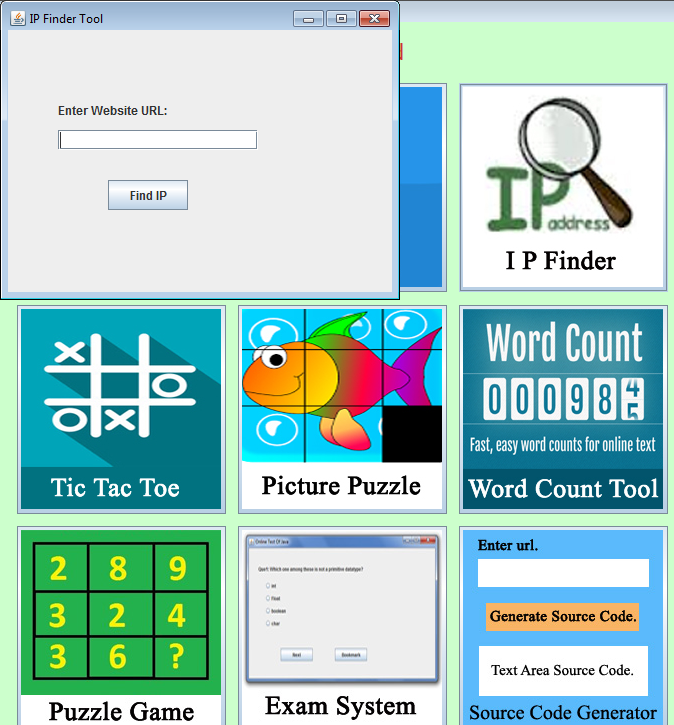 IP Finder Tool
Enter Website URL:
Find IP
IP
address
I P Finder
X
O
O
X
Tic Tac Toe
Picture Puzzle
Word Count
Fast, easy word counts for online text
Word Count Tool
2 8 9
3 2 4
3 6 ?
Puzzle Game
Online Test Of Java
Que1: Which one among these is not a primitive datatype?
int
Float
boolean
char
Next
Bookmark
Exam System
Enter url.
Generate Source Code.
Text Area Source Code.
Source Code Generator